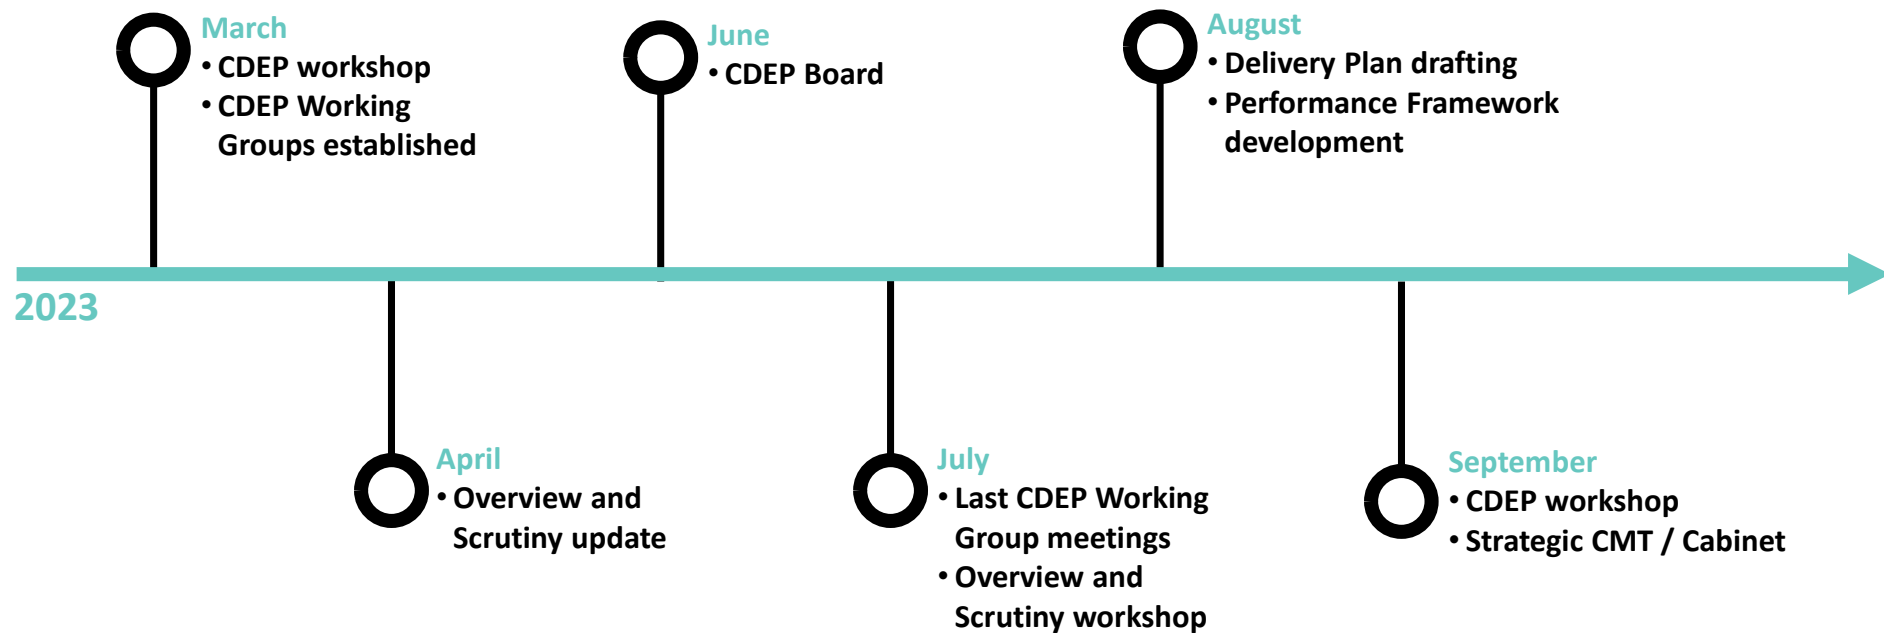 March
• CDEP workshop
• CDEP Working
Groups established
June
• CDEP Board
August
• Delivery Plan drafting
• Performance Framework
development
2023
April
• Overview and
Scrutiny update
July
• Last CDEP Working
Group meetings
• Overview and
Scrutiny workshop
September
• CDEP workshop
• Strategic CMT / Cabinet